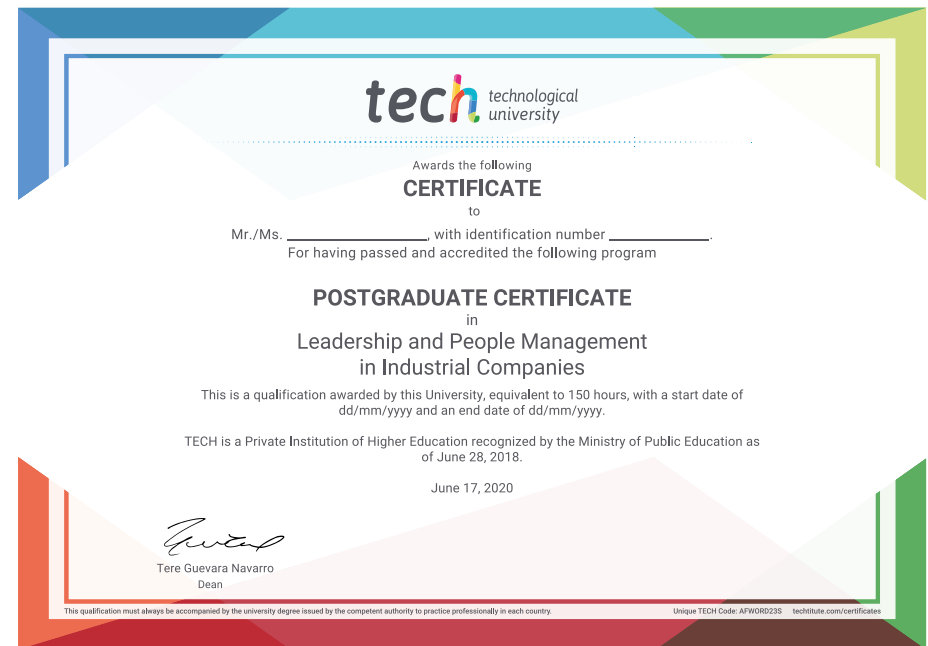 tech technological
university
Awards the following
CERTIFICATE
to
Mr./Ms. ____________________, with identification number ______________.
For having passed and accredited the following program
POSTGRADUATE CERTIFICATE
in
Leadership and People Management
in Industrial Companies
This is a qualification awarded by this University, equivalent to 150 hours, with a start date of
dd/mm/yyyy and an end date of dd/mm/yyyy.
TECH is a Private Institution of Higher Education recognized by the Ministry of Public Education as
of June 28, 2018.
June 17, 2020
Tere Guevara Navarro
Dean
This qualification must always be accompanied by the university degree issued by the competent authority to practice professionally in each country.
Unique TECH Code: AFWORD23S techtitute.com/certificates